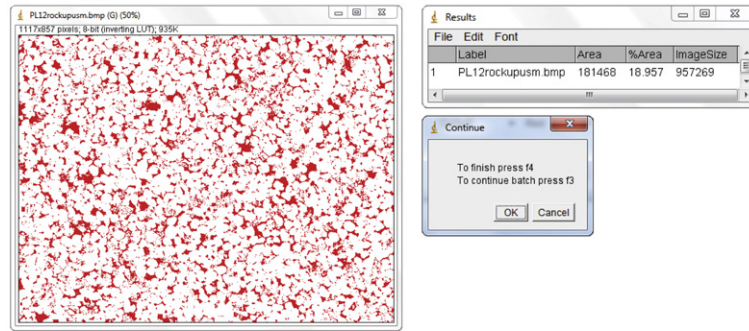 PL12rockupusm.bmp (G) (50%)
1117x857 pixels; 8-bit (inverting LUT); 935K
Results
File Edit Font
Label Area %Area ImageSize
1 PL12rockupusm.bmp 181468 18.957 957269
Continue
To finish press f4
To continue batch press f3
OK Cancel